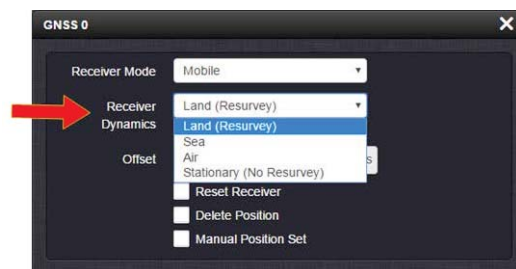 GNSS 0
Receiver Mode Mobile
Receiver Dynamics Land (Resurvey)
Land (Resurvey)
Sea
Air
Offset
Stationary (No Resurvey)
Reset Receiver
Delete Position
Manual Position Set